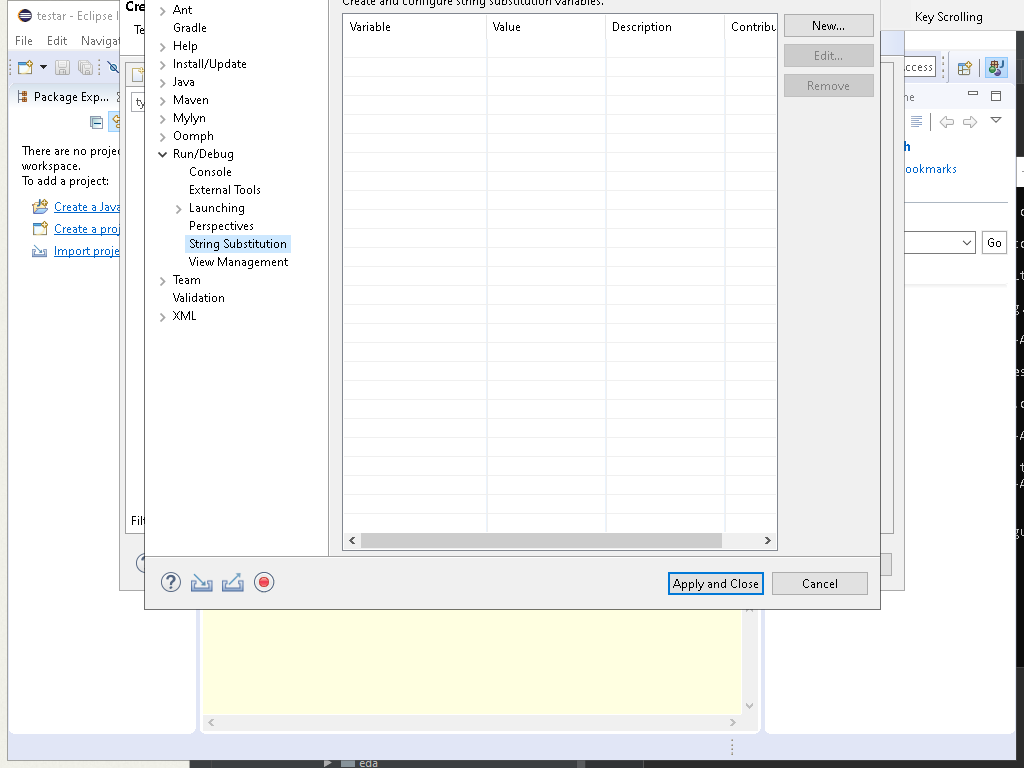 testar - Eclipse I
Cre
Create and configure string substitution variables.
Key Scrolling
File Edit Navigat
Te
Ant
Gradle
Help
Install/Update
Java
Maven
Mylyn
Oomph
Run/Debug
Console
External Tools
Launching
Perspectives
String Substitution
View Management
Team
Validation
XML
Variable Value Description Contribu
New...
Edit...
Remove
ccess
Package Exp...
ty
There are no projec
workspace.
To add a project:
Create a Java
Create a proj
Import proje
Filt
ne
h
ookmarks
Go
Apply and Close
Cancel
eda